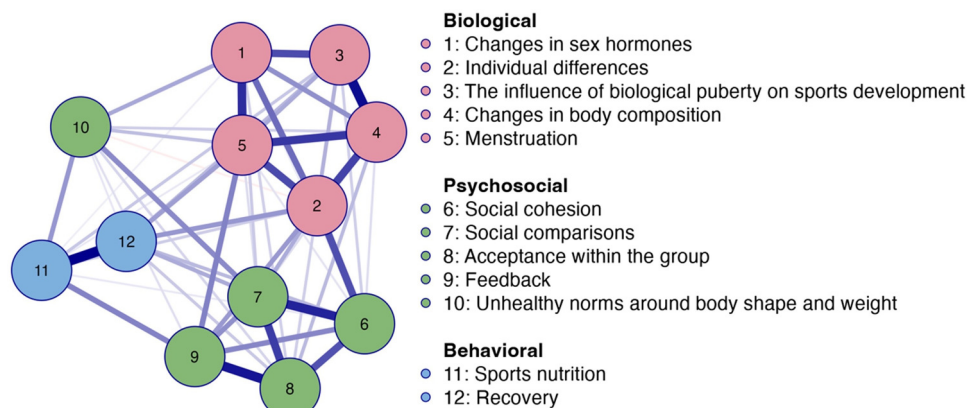 1
3
10
4
5
2
12
11
7
6
9
8
Biological
1: Changes in sex hormones
2: Individual differences
3: The influence of biological puberty on sports development
4: Changes in body composition
5: Menstruation
Psychosocial
6: Social cohesion
7: Social comparisons
8: Acceptance within the group
9: Feedback
10: Unhealthy norms around body shape and weight
Behavioral
11: Sports nutrition
12: Recovery